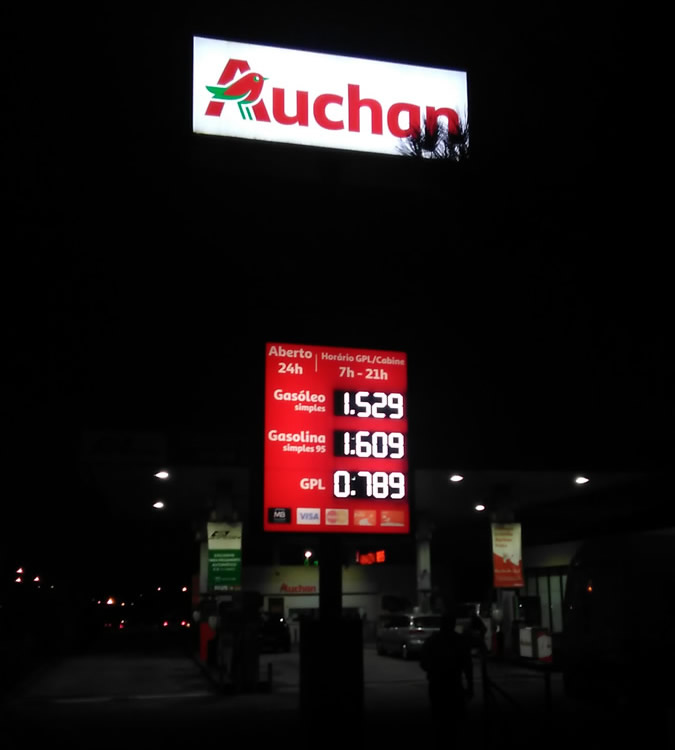 Auchan
Aberto
24h
Horário GPL/Cabine
7h - 21h
Gasóleo
simples
1.529
Gasolina
simples 95
1.609
GPL
0.789
MB
VISA
Auchan